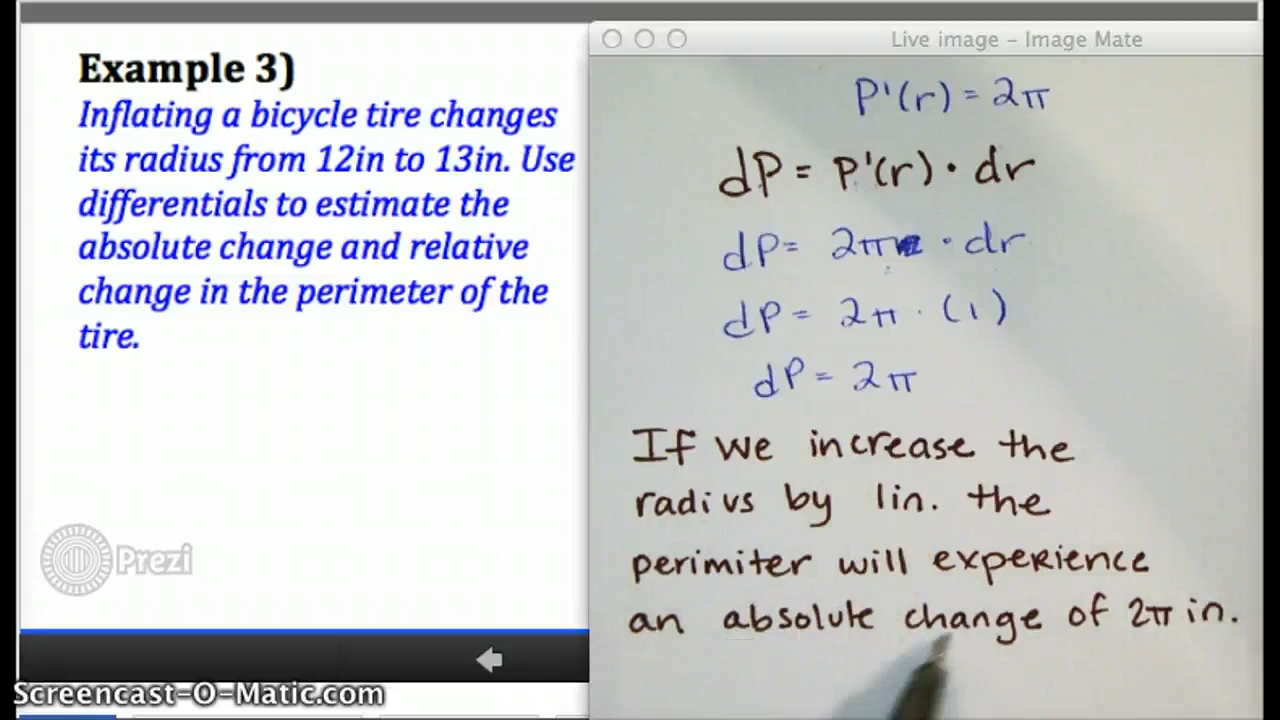 Example 3)
Inflating a bicycle tire changes
its radius from 12in to 13in. Use
differentials to estimate the
absolute change and relative
change in the perimeter of the
tire.
Prezi
Screencast-O-Matic.com
Live image - Image Mate
P'(r) = 2π
dP = P'(r) · dr
dP = 2π · dr
dP = 2π · (1)
dP = 2π
If we increase the
radius by 1in. the
perimiter will experience
an absolute change of 2π in.